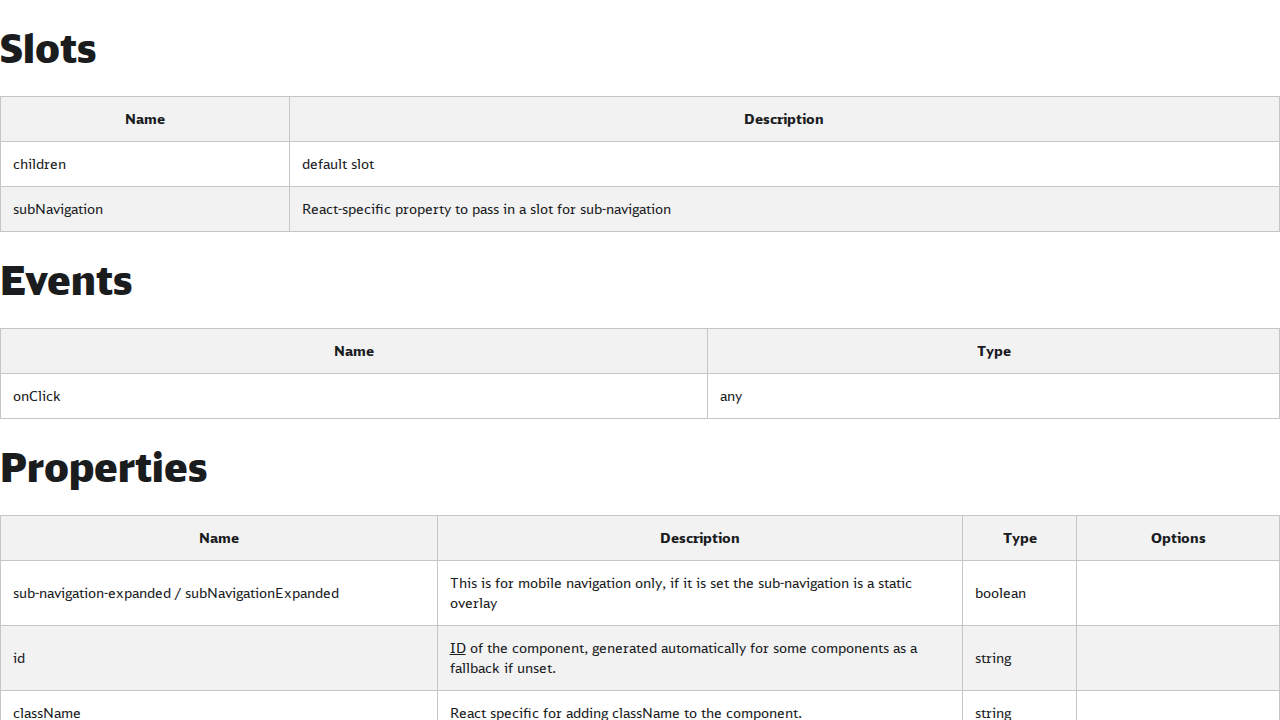 Slots
Name Description
children default slot
subNavigation React-specific property to pass in a slot for sub-navigation
Events
Name Type
onClick any
Properties
Name Description Type Options
sub-navigation-expanded / subNavigationExpanded This is for mobile navigation only, if it is set the sub-navigation is a static overlay boolean
id ID of the component, generated automatically for some components as a fallback if unset. string
className React specific for adding className to the component. string